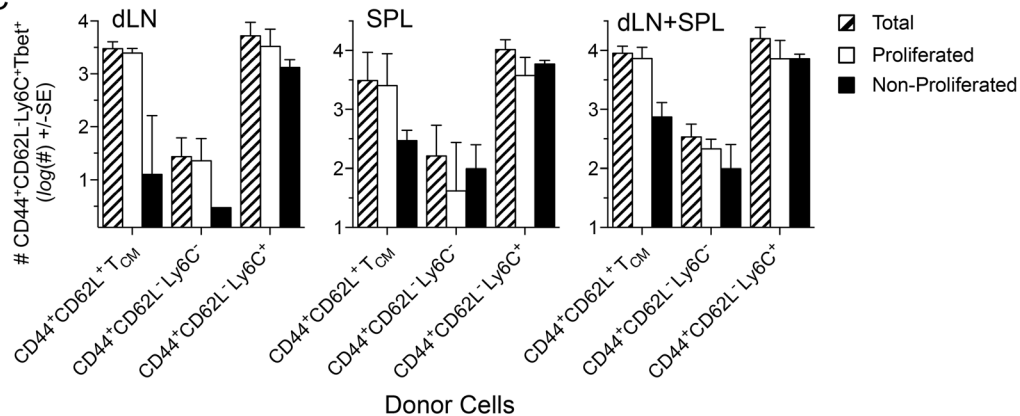 dLN
SPL
dLN+SPL
Total
Proliferated
Non-Proliferated
# CD44⁺CD62L⁻Ly6C⁺Tbet⁺
(log(#) +/-SE)
4
3
2
1
4
3
2
1
4
3
2
1
CD44⁺CD62L⁺ T_CM
CD44⁺CD62L⁻Ly6C⁻
CD44⁺CD62L⁻Ly6C⁺
CD44⁺CD62L⁺ T_CM
CD44⁺CD62L⁻Ly6C⁻
CD44⁺CD62L⁻Ly6C⁺
CD44⁺CD62L⁺ T_CM
CD44⁺CD62L⁻Ly6C⁻
CD44⁺CD62L⁻Ly6C⁺
Donor Cells